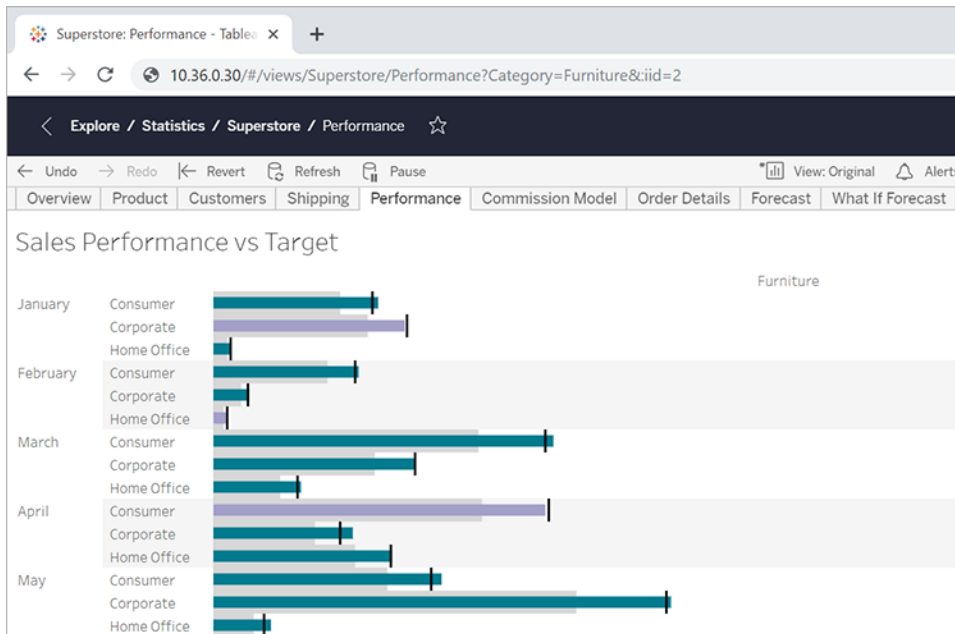 Superstore: Performance - Tablea
10.36.0.30/#/views/Superstore/Performance?Category=Furniture&:iid=2
Explore / Statistics / Superstore / Performance
Undo Redo Revert Refresh Pause View: Original Alerts
Overview Product Customers Shipping Performance Commission Model Order Details Forecast What If Forecast
Sales Performance vs Target
Furniture
January Consumer
Corporate
Home Office
February Consumer
Corporate
Home Office
March Consumer
Corporate
Home Office
April Consumer
Corporate
Home Office
May Consumer
Corporate
Home Office